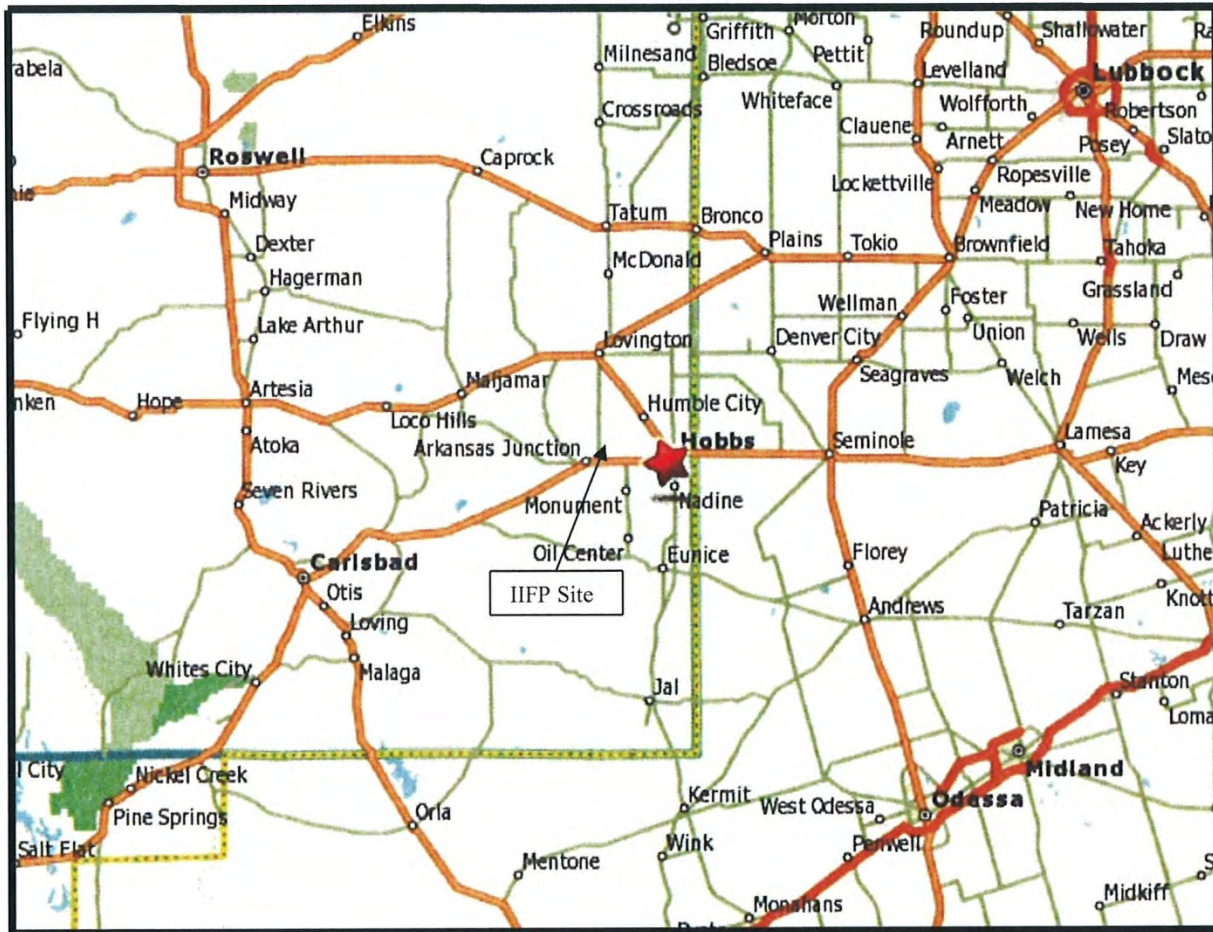 Elkins
Morton
Griffith
Pettit
Roundup
Shallowater
Milnesand
Bledsoe
Levelland
Lubbock
Whiteface
Crossroads
Wolfforth
Robertson
Clauene
Arnett
Posey
Roswell
Caprock
Lockettville
Ropesville
Midway
Meadow
New Home
Tatum
Bronco
Dexter
Plains
Tokio
Brownfield
Tahoka
McDonald
Hagerman
Grassland
Wellman
Foster
Flying H
Lake Arthur
Lovington
Denver City
Union
Wells
Draw
Seagraves
Welch
Artesia
Maljamar
Hope
Loco Hills
Humble City
Atoka
Arkansas Junction
Hobbs
Seminole
Lamesa
Key
Seven Rivers
Monument
Nadine
Patricia
Ackerly
Oil Center
Eunice
Florey
Carlsbad
IIFP Site
Otis
Andrews
Tarzan
Loving
Whites City
Malaga
Jal
Stanton
Nickel Creek
Midland
Pine Springs
Orla
Kermit
West Odessa
Odassa
Salt Flat
Mentone
Wink
Penwell
Monahans
Midkiff